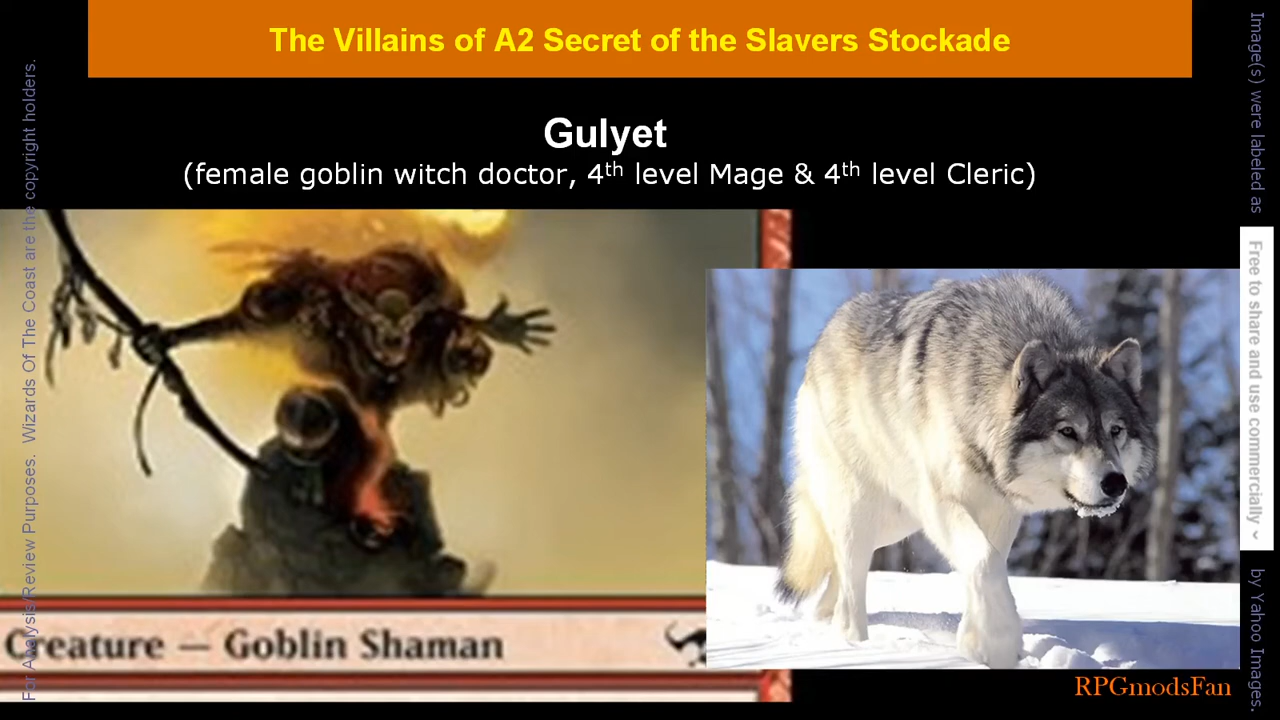 The Villains of A2 Secret of the Slavers Stockade
Gulyet
(female goblin witch doctor, 4th level Mage & 4th level Cleric)
For Analysis/Review Purposes. Wizards Of The Coast are the copyright holders.
Creature — Goblin Shaman
Image(s) were labeled as
Free to share and use commercially
by Yahoo Images.
RPGmodsFan